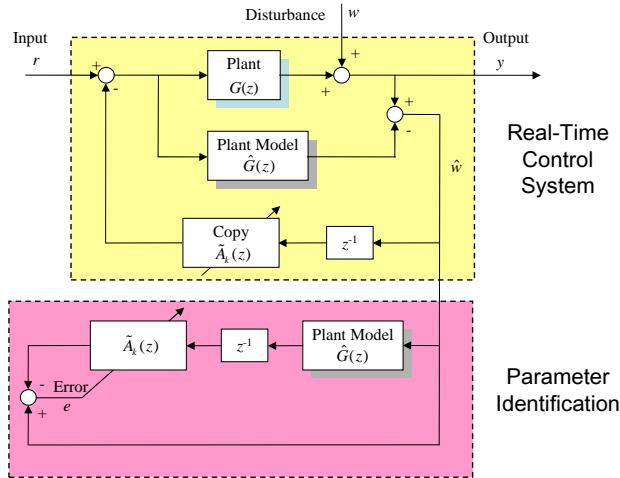 Disturbance
w
Input
r
Output
y
+
-
Plant
G(z)
+
+
+
-
Plant Model
Ĝ(z)
ŵ
Real-Time
Control
System
Copy
Ã_k(z)
z⁻¹
Ã_k(z)
z⁻¹
Plant Model
Ĝ(z)
-
Error
e
+
Parameter
Identification